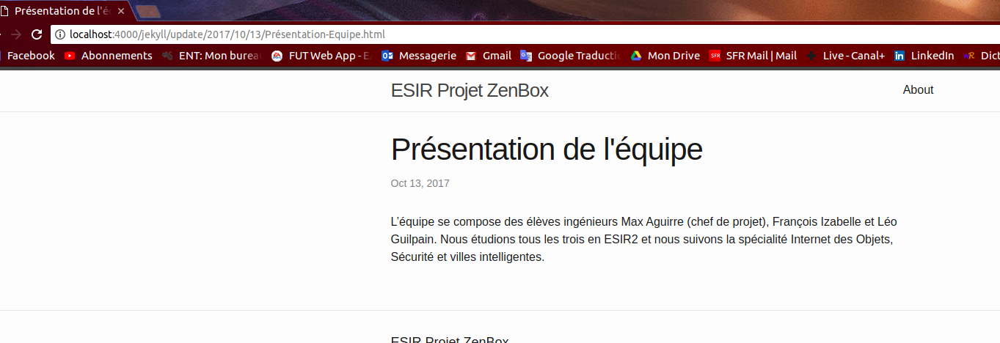 Présentation de l'é
localhost:4000/jekyll/update/2017/10/13/Présentation-Equipe.html
Facebook Abonnements ENT: Mon bureau FUT Web App - EA Messagerie Gmail Google Traducti Mon Drive SFR SFR Mail | Mail Live - Canal+ LinkedIn Dict
ESIR Projet ZenBox About
Présentation de l'équipe
Oct 13, 2017
L'équipe se compose des élèves ingénieurs Max Aguirre (chef de projet), François Izabelle et Léo
Guilpain. Nous étudions tous les trois en ESIR2 et nous suivons la spécialité Internet des Objets,
Sécurité et villes intelligentes.
ESIR Projet ZenBox